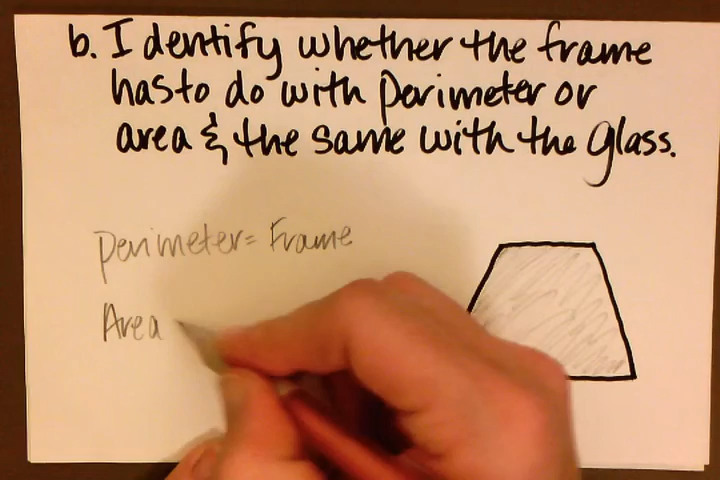 b. Identify whether the frame
has to do with perimeter or
area & the same with the glass.
perimeter = Frame
Area